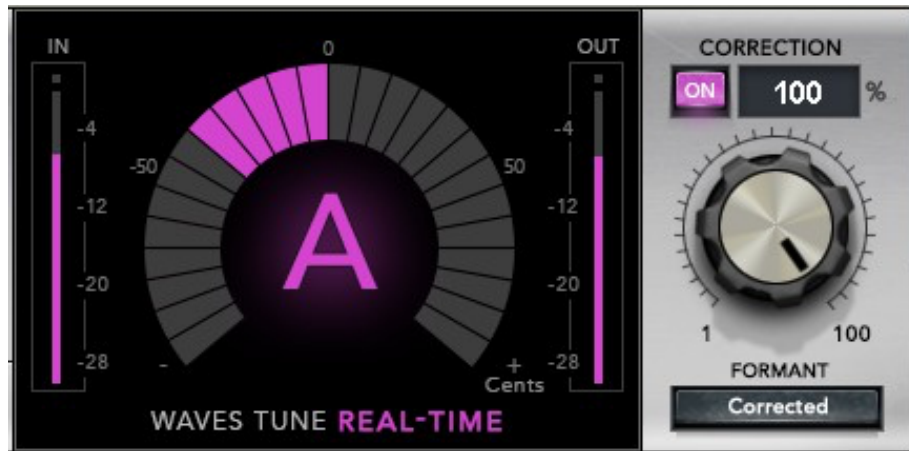 IN
0
OUT
CORRECTION
ON
100
%
-4
-4
-50
50
-12
-12
A
-20
-20
-28
-28
-
+
Cents
WAVES TUNE REAL-TIME
1
100
FORMANT
Corrected